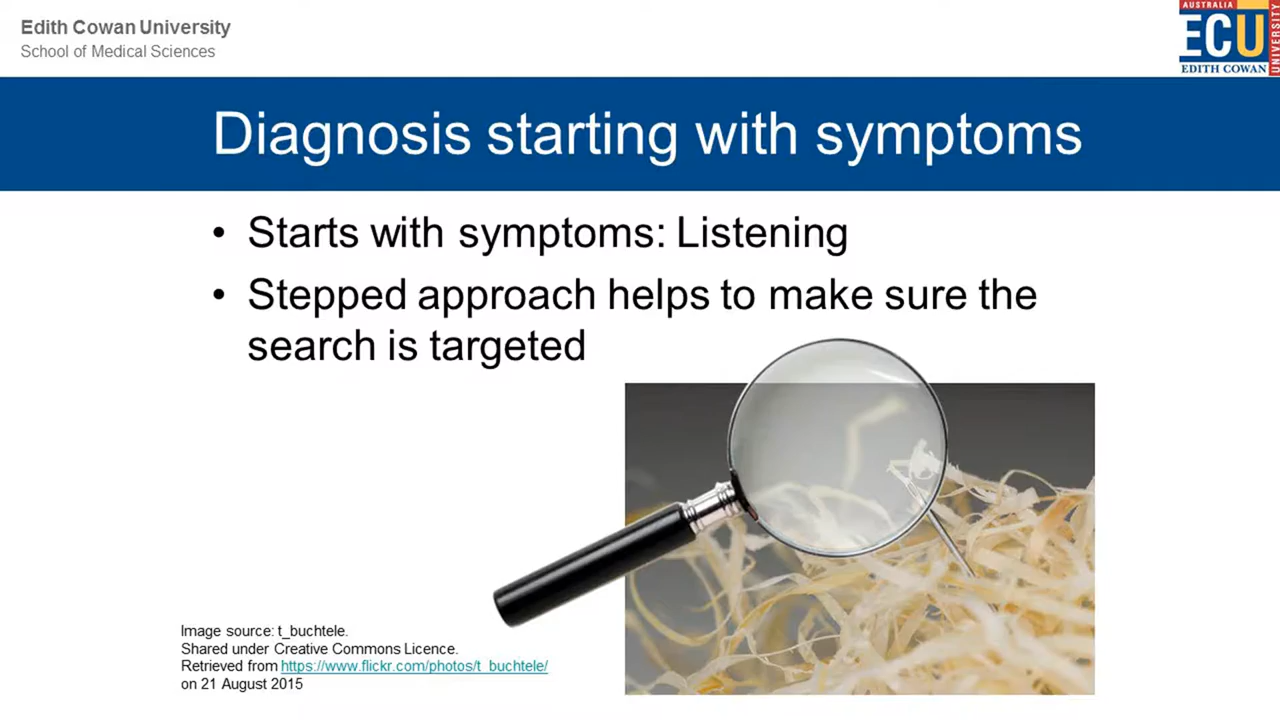 Edith Cowan University
School of Medical Sciences
AUSTRALIA
ECU
UNIVERSITY
EDITH COWAN
Diagnosis starting with symptoms
• Starts with symptoms: Listening
• Stepped approach helps to make sure the
search is targeted
Image source: t_buchtele.
Shared under Creative Commons Licence.
Retrieved from https://www.flickr.com/photos/t_buchtele/
on 21 August 2015